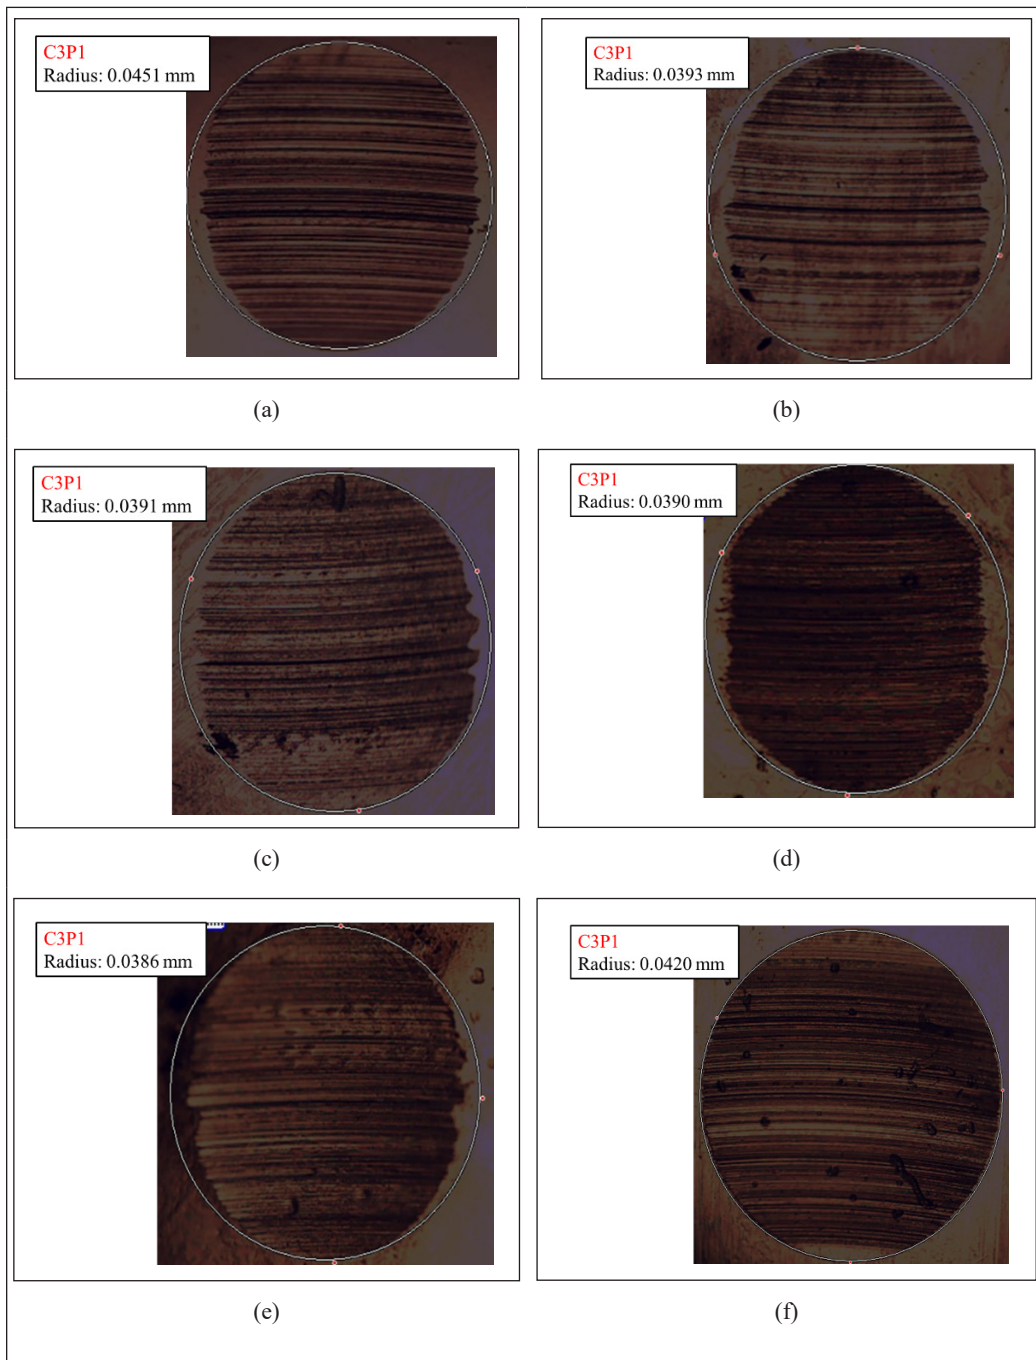 C3P1
Radius: 0.0451 mm
C3P1
Radius: 0.0393 mm
(a)
(b)
C3P1
Radius: 0.0391 mm
C3P1
Radius: 0.0390 mm
(c)
(d)
C3P1
Radius: 0.0386 mm
C3P1
Radius: 0.0420 mm
(e)
(f)